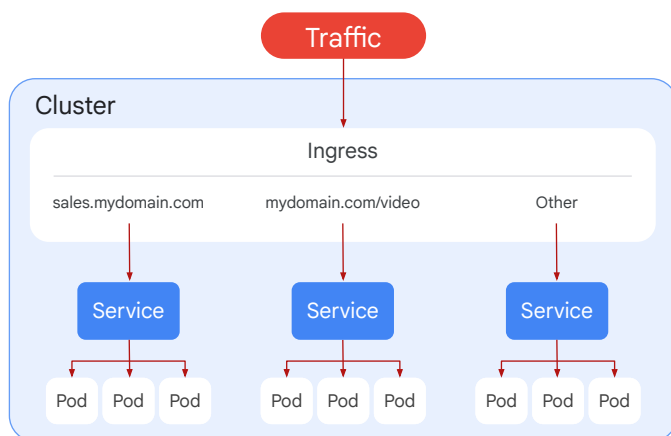 Traffic
Cluster
Ingress
sales.mydomain.com
mydomain.com/video
Other
Service
Service
Service
Pod
Pod
Pod
Pod
Pod
Pod
Pod
Pod
Pod